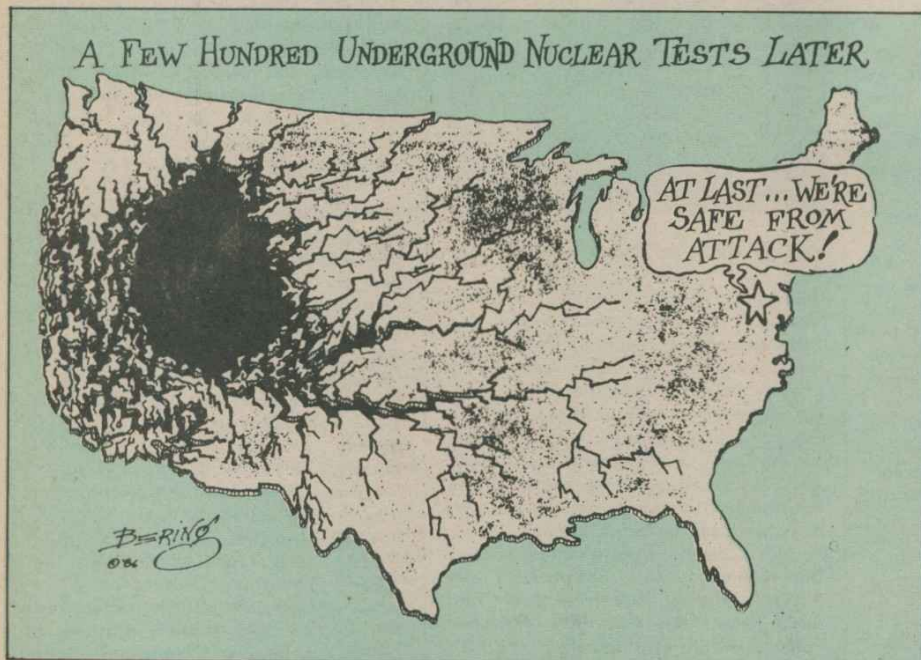 A FEW HUNDRED UNDERGROUND NUCLEAR TESTS LATER
AT LAST...WE'RE
SAFE FROM
ATTACK!
BERING
©'86